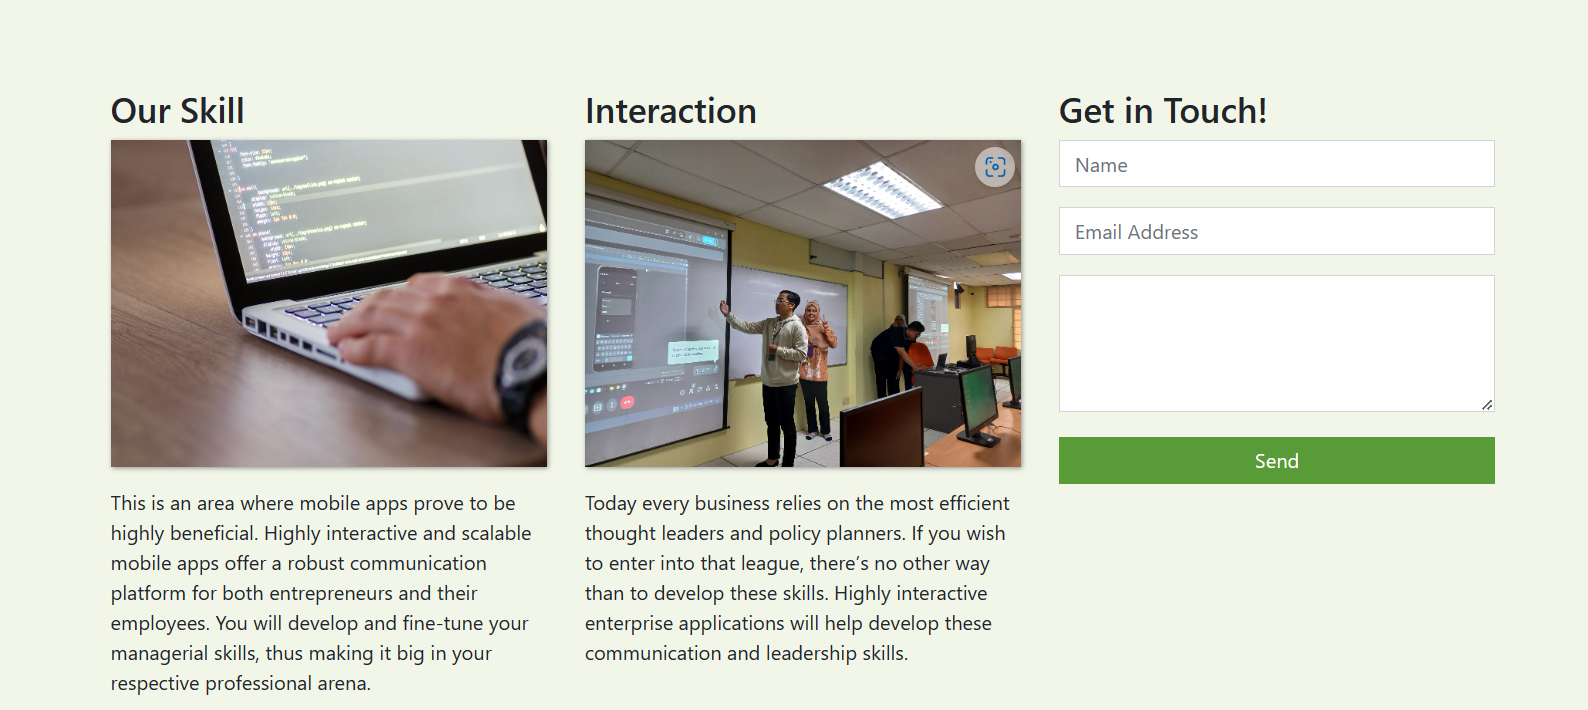 Our Skill
This is an area where mobile apps prove to be
highly beneficial. Highly interactive and scalable
mobile apps offer a robust communication
platform for both entrepreneurs and their
employees. You will develop and fine-tune your
managerial skills, thus making it big in your
respective professional arena.
Interaction
Today every business relies on the most efficient
thought leaders and policy planners. If you wish
to enter into that league, there’s no other way
than to develop these skills. Highly interactive
enterprise applications will help develop these
communication and leadership skills.
Get in Touch!
Name
Email Address
Send